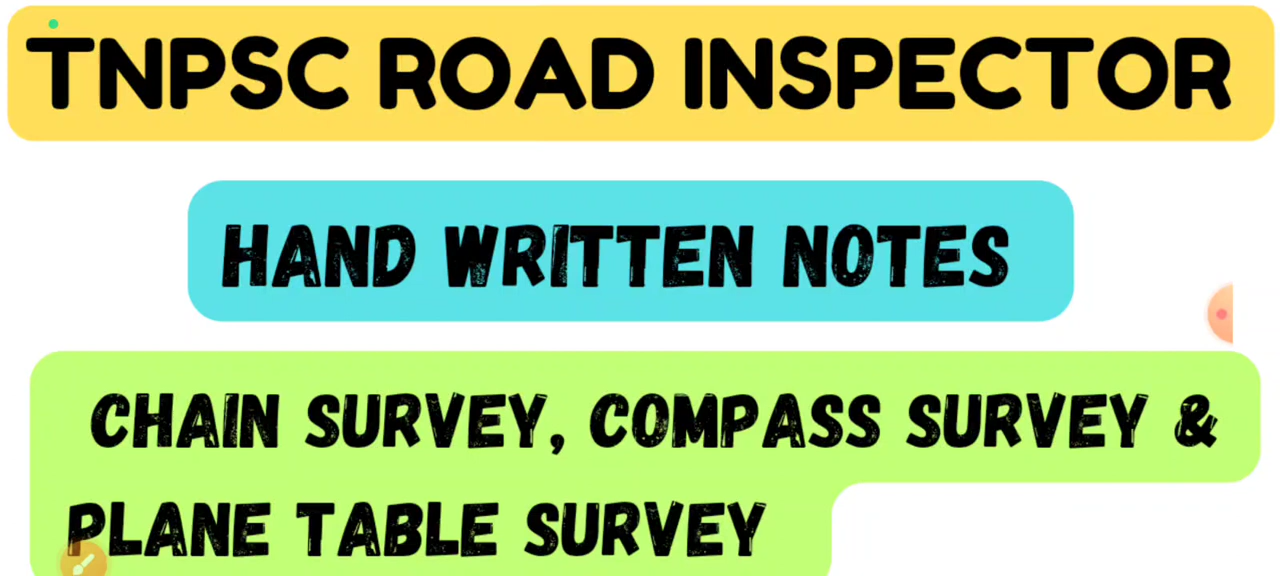 TNPSC ROAD INSPECTOR
HAND WRITTEN NOTES
CHAIN SURVEY, COMPASS SURVEY &
PLANE TABLE SURVEY